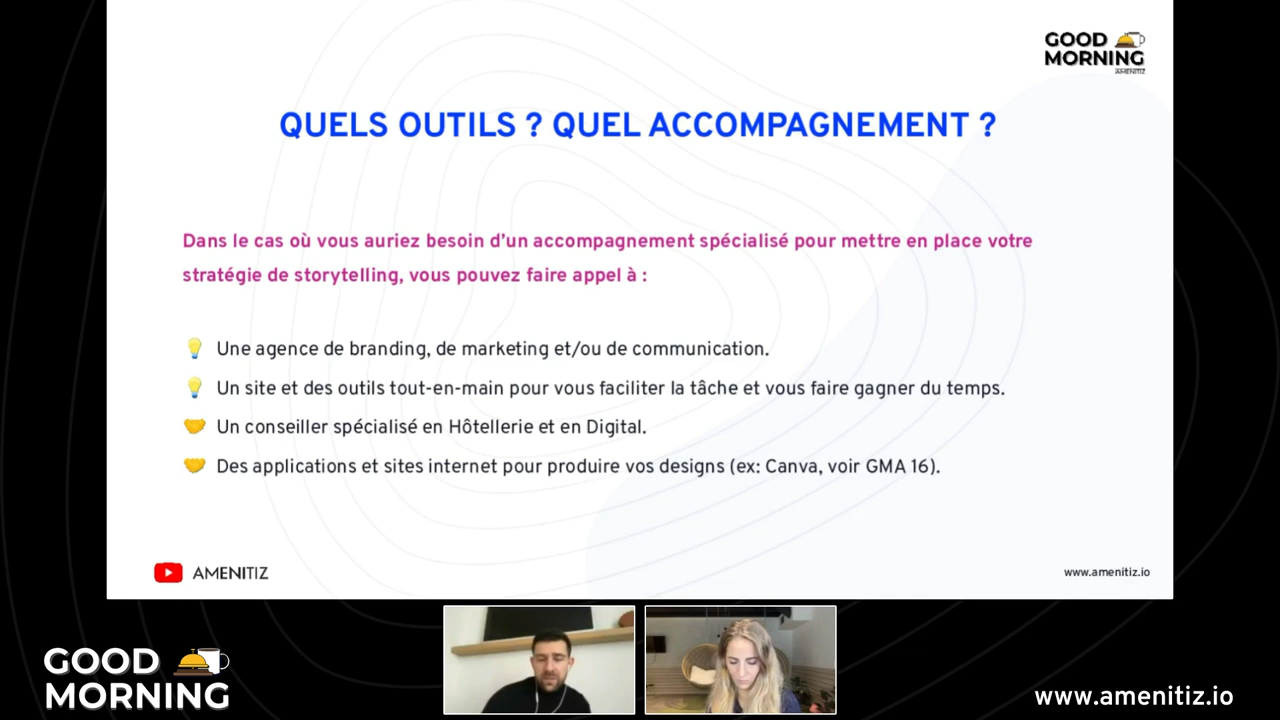 GOOD
MORNING
AMENITIZ
QUELS OUTILS ? QUEL ACCOMPAGNEMENT ?
Dans le cas où vous auriez besoin d'un accompagnement spécialisé pour mettre en place votre
stratégie de storytelling, vous pouvez faire appel à :
Une agence de branding, de marketing et/ou de communication.
Un site et des outils tout-en-main pour vous faciliter la tâche et vous faire gagner du temps.
Un conseiller spécialisé en Hôtellerie et en Digital.
Des applications et sites internet pour produire vos designs (ex: Canva, voir GMA 16).
AMENITIZ
www.amenitiz.io
GOOD
MORNING
www.amenitiz.io